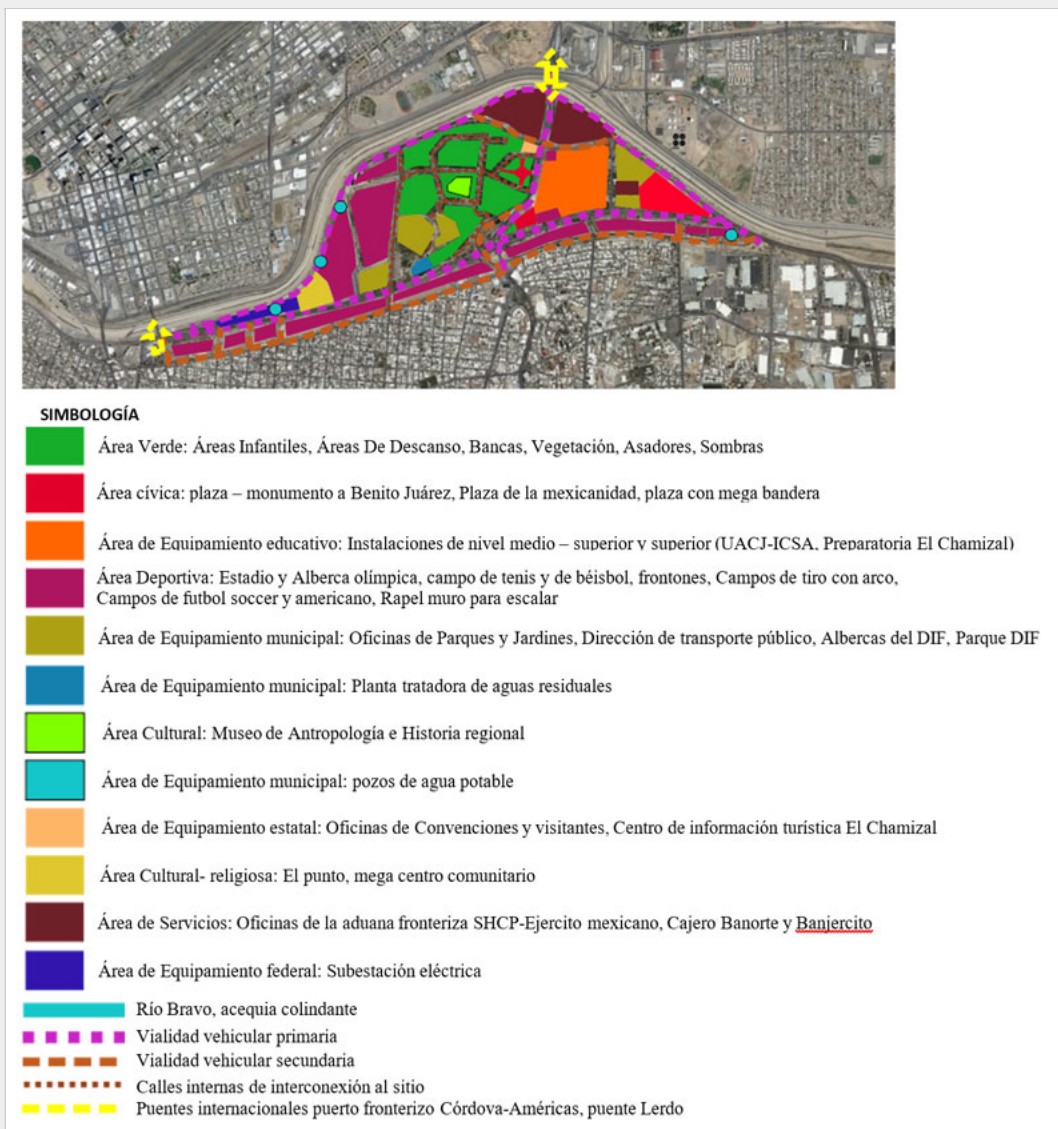 SIMBOLOGÍA
Área Verde: Áreas Infantiles, Áreas De Descanso, Bancas, Vegetación, Asadores, Sombras
Área cívica: plaza – monumento a Benito Juárez, Plaza de la mexicanidad, plaza con mega bandera
Área de Equipamiento educativo: Instalaciones de nivel medio – superior y superior (UACJ-ICSA, Preparatoria El Chamizal)
Área Deportiva: Estadio y Alberca olímpica, campo de tenis y de béisbol, frontones, Campos de tiro con arco,
Campos de futbol soccer y americano, Rapel muro para escalar
Área de Equipamiento municipal: Oficinas de Parques y Jardines, Dirección de transporte público, Albercas del DIF, Parque DIF
Área de Equipamiento municipal: Planta tratadora de aguas residuales
Área Cultural: Museo de Antropología e Historia regional
Área de Equipamiento municipal: pozos de agua potable
Área de Equipamiento estatal: Oficinas de Convenciones y visitantes, Centro de información turística El Chamizal
Área Cultural- religiosa: El punto, mega centro comunitario
Área de Servicios: Oficinas de la aduana fronteriza SHCP-Ejercito mexicano, Cajero Banorte y Banjercito
Área de Equipamiento federal: Subestación eléctrica
Río Bravo, acequia colindante
Vialidad vehicular primaria
Vialidad vehicular secundaria
Calles internas de interconexión al sitio
Puentes internacionales puerto fronterizo Córdova-Américas, puente Lerdo